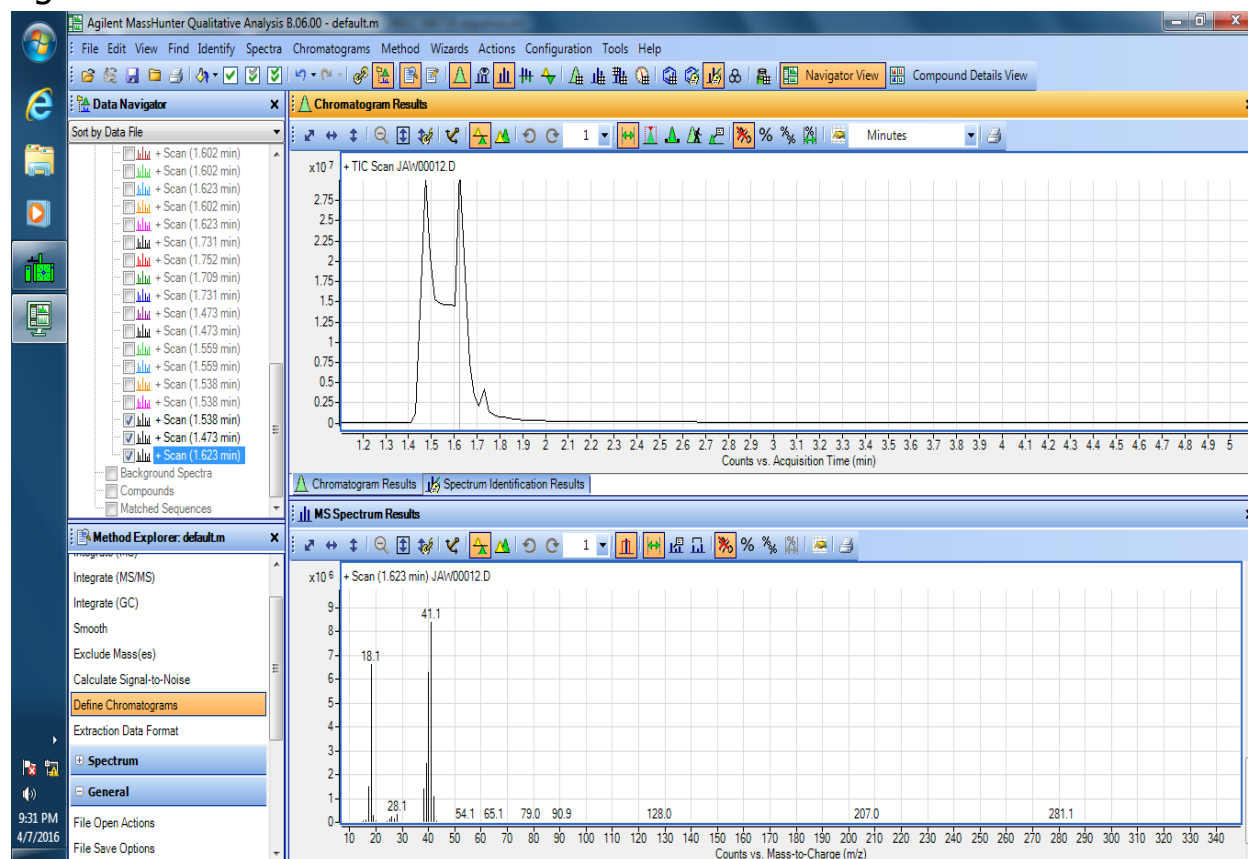 Agilent MassHunter Qualitative Analysis B.06.00 - default.m
File Edit View Find Identify Spectra Chromatograms Method Wizards Actions Configuration Tools Help
Navigator View Compound Details View
Data Navigator
Sort by Data File
+ Scan (1.602 min)
+ Scan (1.602 min)
+ Scan (1.623 min)
+ Scan (1.602 min)
+ Scan (1.623 min)
+ Scan (1.731 min)
+ Scan (1.752 min)
+ Scan (1.709 min)
+ Scan (1.731 min)
+ Scan (1.473 min)
+ Scan (1.473 min)
+ Scan (1.559 min)
+ Scan (1.559 min)
+ Scan (1.538 min)
+ Scan (1.538 min)
+ Scan (1.538 min)
+ Scan (1.473 min)
+ Scan (1.623 min)
Background Spectra
Compounds
Matched Sequences
Method Explorer: default.m
Integrate (MS)
Integrate (MS/MS)
Integrate (GC)
Smooth
Exclude Mass(es)
Calculate Signal-to-Noise
Define Chromatograms
Extraction Data Format
Spectrum
General
File Open Actions
File Save Options
9:31 PM
4/7/2016
Chromatogram Results
1 % % Minutes
x10 7 + TIC Scan JAW00012.D
2.75
2.5
2.25
2
1.75
1.5
1.25
1
0.75
0.5
0.25
0
1.2 1.3 1.4 1.5 1.6 1.7 1.8 1.9 2 2.1 2.2 2.3 2.4 2.5 2.6 2.7 2.8 2.9 3 3.1 3.2 3.3 3.4 3.5 3.6 3.7 3.8 3.9 4 4.1 4.2 4.3 4.4 4.5 4.6 4.7 4.8 4.9 5
Counts vs. Acquisition Time (min)
Chromatogram Results Spectrum Identification Results
MS Spectrum Results
1 % %
x10 6 + Scan (1.623 min) JAW00012.D
9
8
7
6
5
4
3
2
1
0
41.1
18.1
28.1 54.1 65.1 79.0 90.9 128.0 207.0 281.1
10 20 30 40 50 60 70 80 90 100 110 120 130 140 150 160 170 180 190 200 210 220 230 240 250 260 270 280 290 300 310 320 330 340
Counts vs. Mass-to-Charge (m/z)